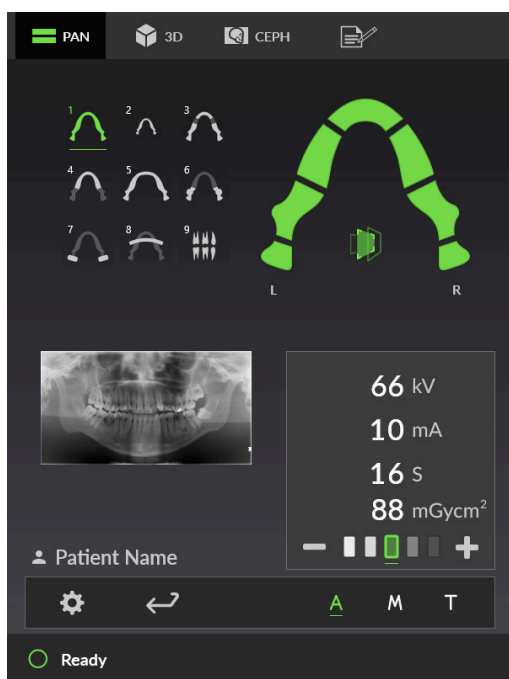 PAN 3D CEPH
1 2 3
4 5 6
7 8 9
L R
66 kV
10 mA
16 S
88 mGycm²
Patient Name
A M T
Ready